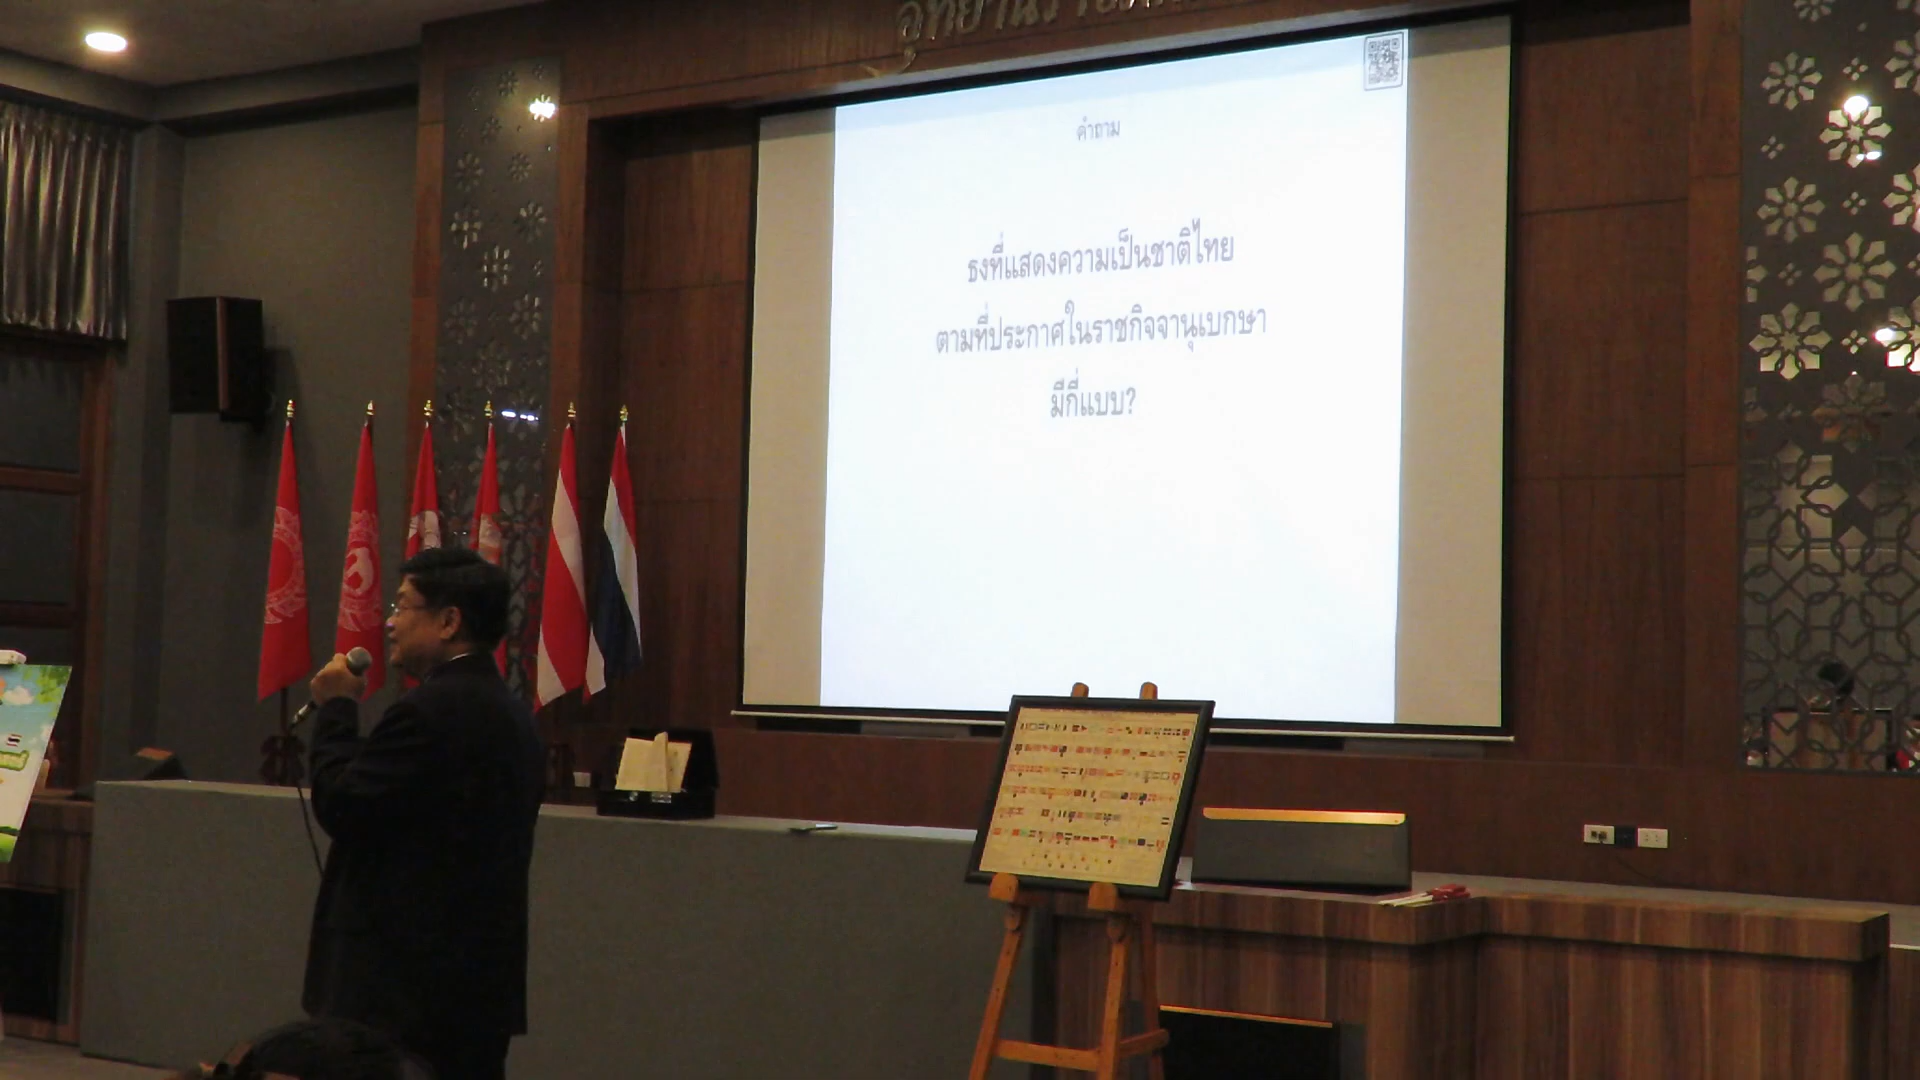 คำถาม
ธงที่แสดงความเป็นชาติไทย
ตามที่ประกาศในราชกิจจานุเบกษา
มีกี่แบบ?